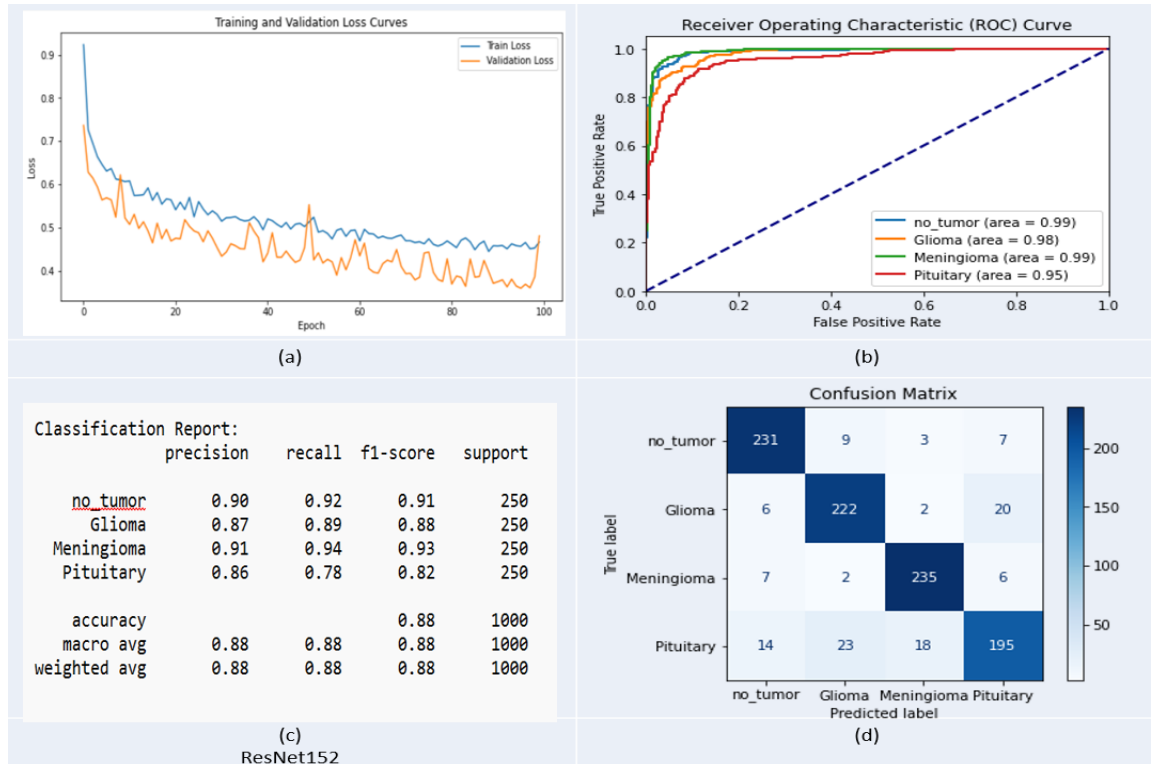 Training and Validation Loss Curves
Train Loss
Validation Loss
0.9
0.8
0.7
0.6
0.5
0.4
Loss
0 20 40 60 80 100
Epoch
(a)
Receiver Operating Characteristic (ROC) Curve
1.0
0.8
0.6
0.4
0.2
0.0
True Positive Rate
no_tumor (area = 0.99)
Glioma (area = 0.98)
Meningioma (area = 0.99)
Pituitary (area = 0.95)
0.0 0.2 0.4 0.6 0.8 1.0
False Positive Rate
(b)
Classification Report:
precision recall f1-score support
no_tumor 0.90 0.92 0.91 250
Glioma 0.87 0.89 0.88 250
Meningioma 0.91 0.94 0.93 250
Pituitary 0.86 0.78 0.82 250
accuracy 0.88 1000
macro avg 0.88 0.88 0.88 1000
weighted avg 0.88 0.88 0.88 1000
(c)
ResNet152
Confusion Matrix
True label
no_tumor 231 9 3 7
Glioma 6 222 2 20
Meningioma 7 2 235 6
Pituitary 14 23 18 195
no_tumor Glioma Meningioma Pituitary
Predicted label
200
150
100
50
(d)